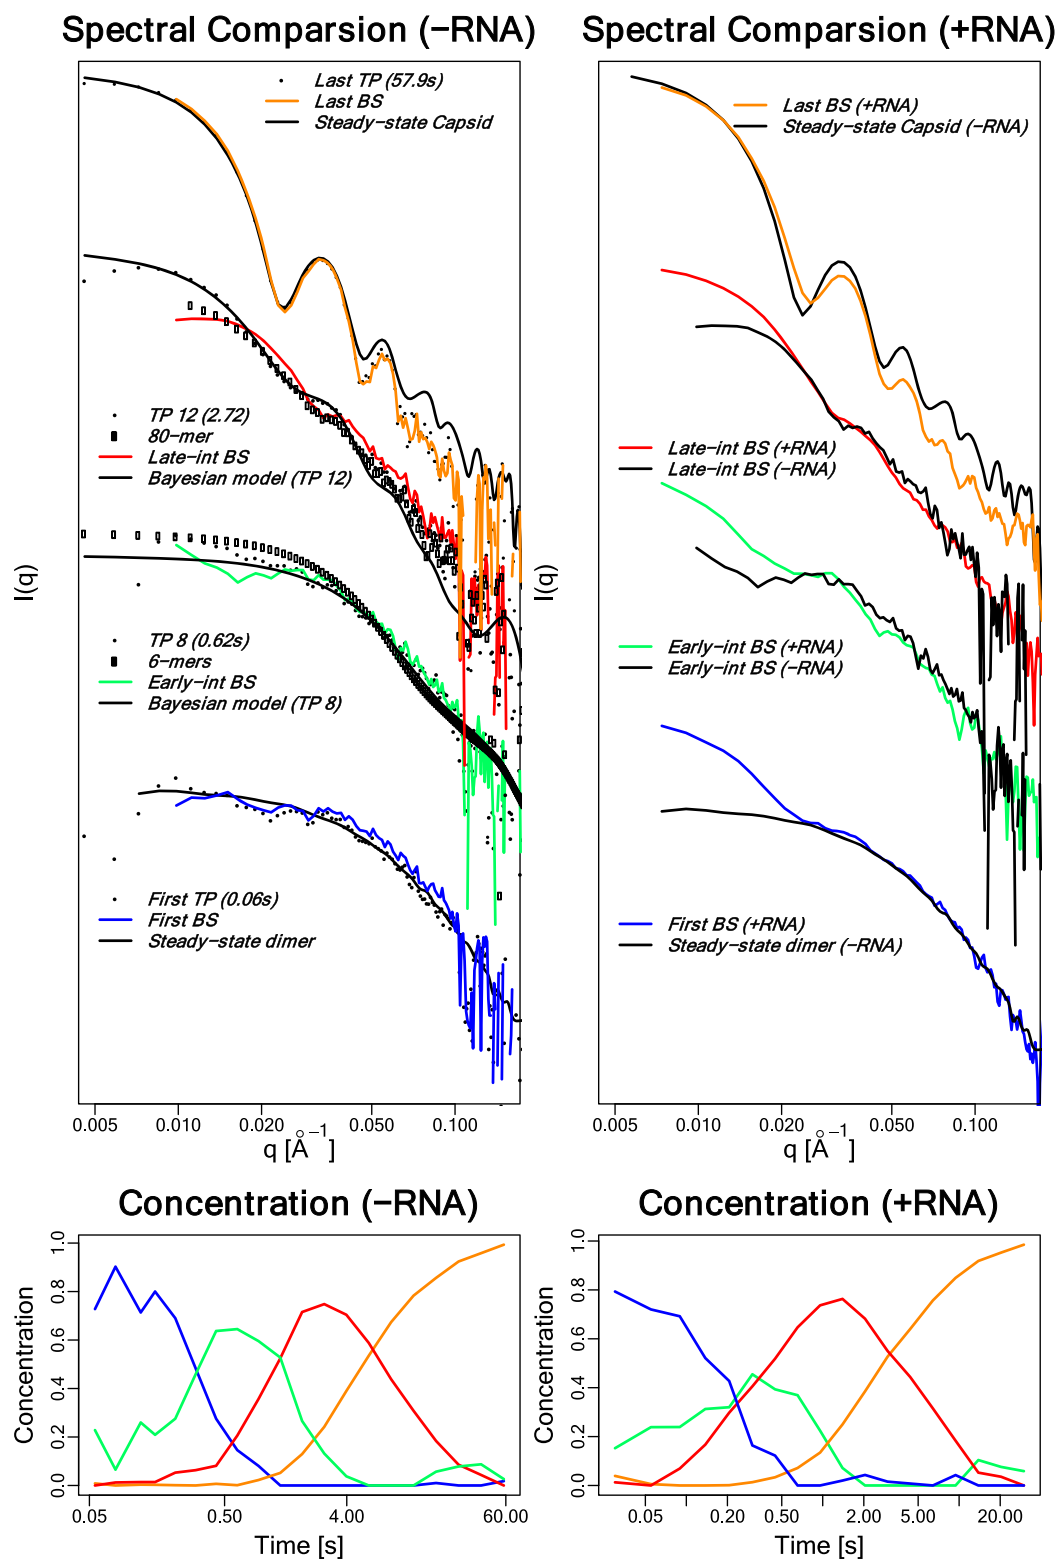 Spectral Comparsion (−RNA)
Last TP (57.9s)
Last BS
Steady−state Capsid
TP 12 (2.72)
80−mer
Late−int BS
Bayesian model (TP 12)
TP 8 (0.62s)
6−mers
Early−int BS
Bayesian model (TP 8)
First TP (0.06s)
First BS
Steady−state dimer
I(q)
0.005 0.010 0.020 0.050 0.100
q [Å−1]
Spectral Comparsion (+RNA)
Last BS (+RNA)
Steady−state Capsid (−RNA)
Late−int BS (+RNA)
Late−int BS (−RNA)
Early−int BS (+RNA)
Early−int BS (−RNA)
First BS (+RNA)
Steady−state dimer (−RNA)
I(q)
0.005 0.010 0.020 0.050 0.100
q [Å−1]
Concentration (−RNA)
Concentration
1.0
0.8
0.6
0.4
0.2
0.0
0.05 0.50 4.00 60.00
Time [s]
Concentration (+RNA)
Concentration
1.0
0.8
0.6
0.4
0.2
0.0
0.05 0.20 0.50 2.00 5.00 20.00
Time [s]